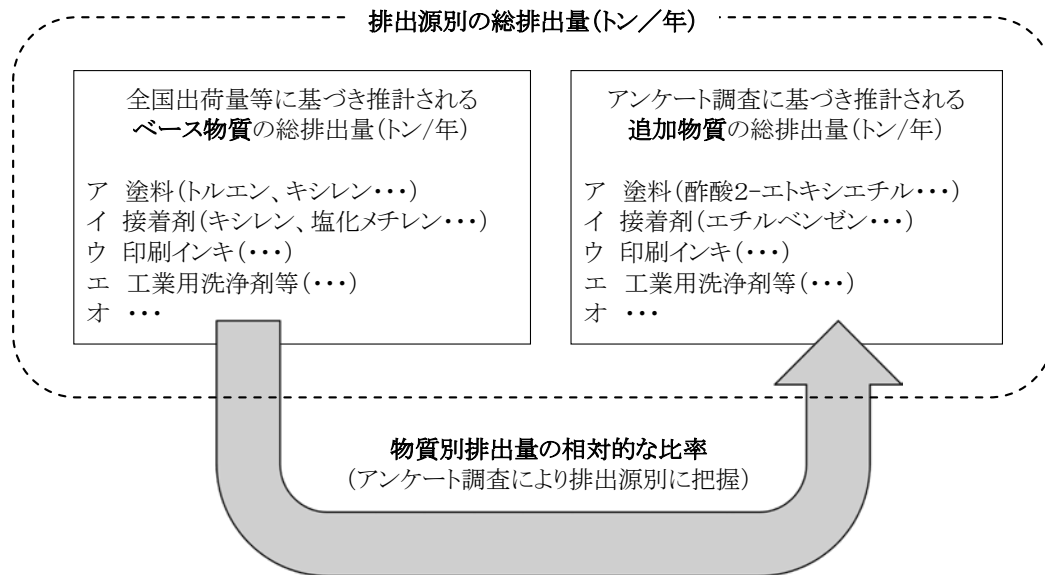 排出源別の総排出量(トン／年)
全国出荷量等に基づき推計される
ベース物質の総排出量(トン/年)
ア 塗料(トルエン、キシレン・・・)
イ 接着剤(キシレン、塩化メチレン・・・)
ウ 印刷インキ(・・・)
エ 工業用洗浄剤等(・・・)
オ ・・・
アンケート調査に基づき推計される
追加物質の総排出量(トン/年)
ア 塗料(酢酸2-エトキシエチル・・・)
イ 接着剤(エチルベンゼン・・・)
ウ 印刷インキ(・・・)
エ 工業用洗浄剤等(・・・)
オ ・・・
物質別排出量の相対的な比率
(アンケート調査により排出源別に把握)